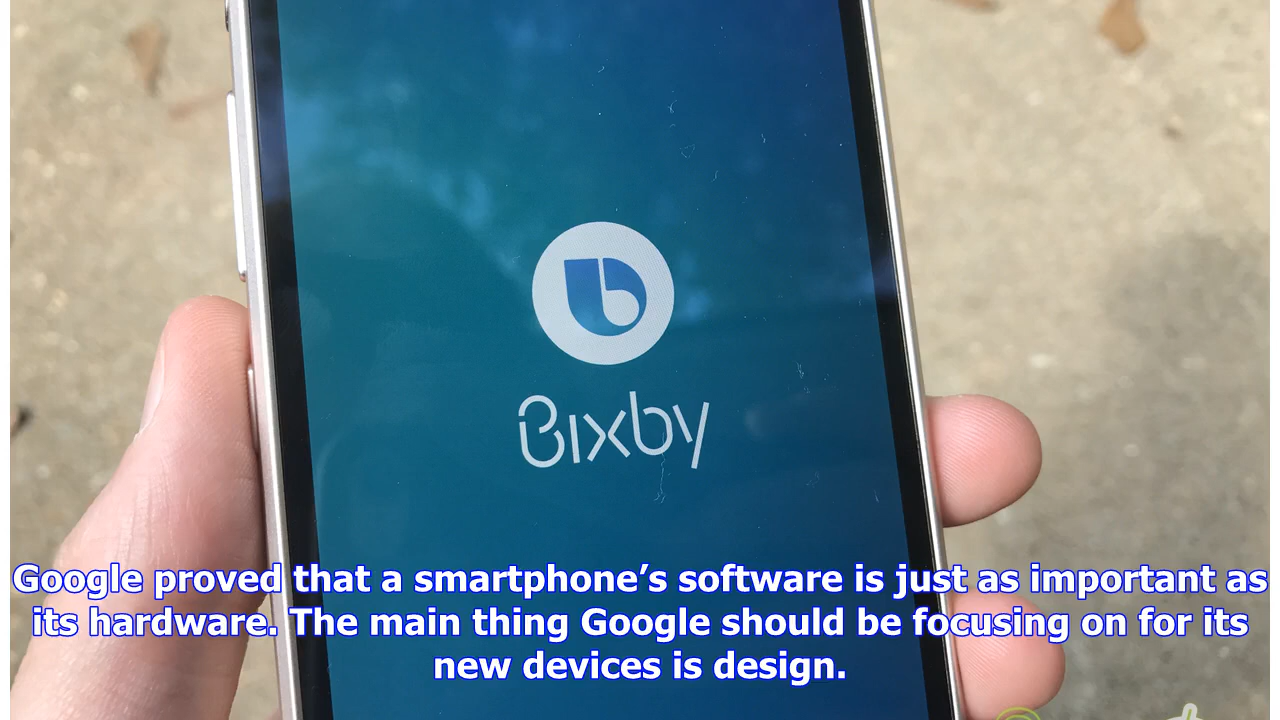 Bixby
Google proved that a smartphone’s software is just as important as
its hardware. The main thing Google should be focusing on for its
new devices is design.